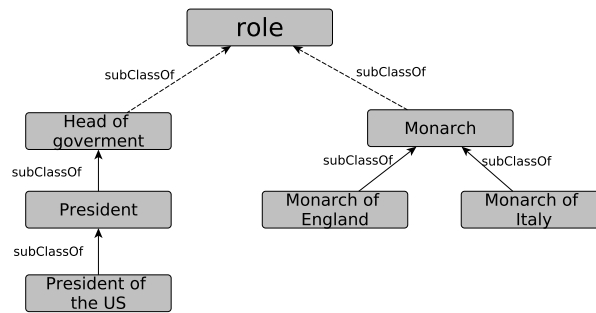 role
subClassOf
subClassOf
Head of
goverment
Monarch
subClassOf
subClassOf
subClassOf
President
Monarch of
England
Monarch of
Italy
subClassOf
President of
the US